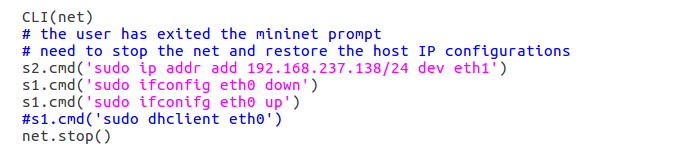 CLI(net)
# the user has exited the mininet prompt
# need to stop the net and restore the host IP configurations
s2.cmd('sudo ip addr add 192.168.237.138/24 dev eth1')
s1.cmd('sudo ifconfig eth0 down')
s1.cmd('sudo ifconifg eth0 up')
#s1.cmd('sudo dhclient eth0')
net.stop()